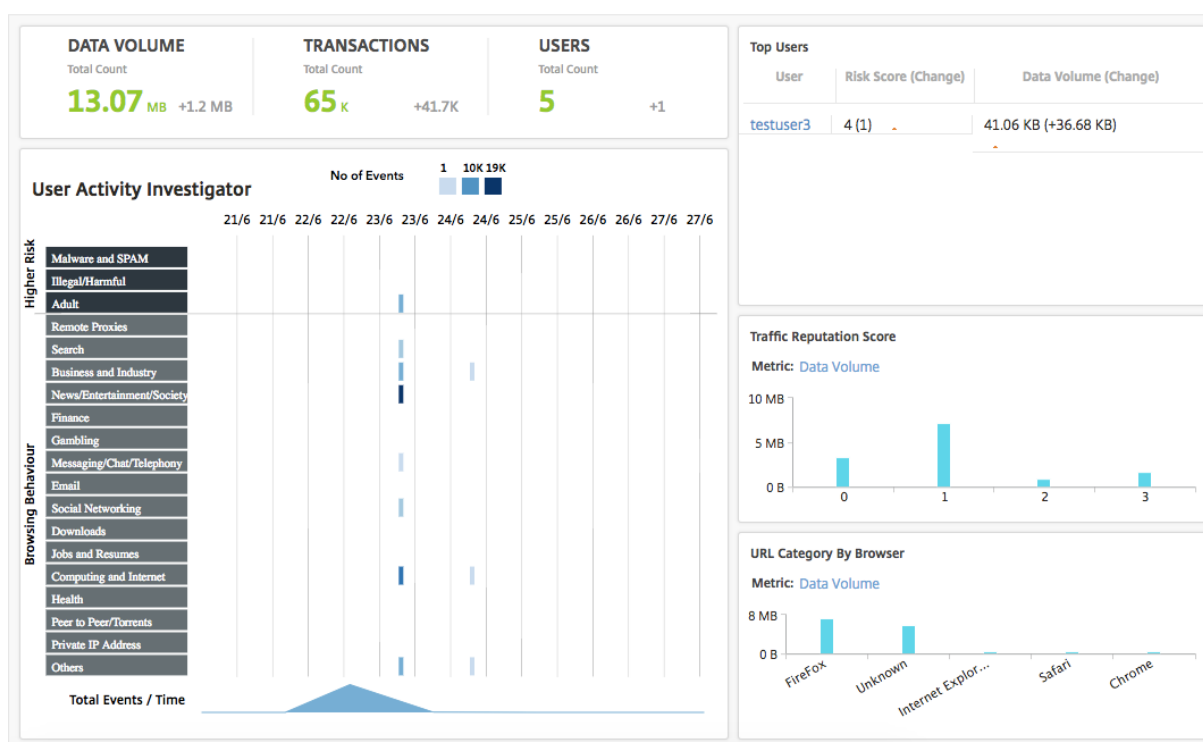 DATA VOLUME
Total Count
13.07 MB +1.2 MB
TRANSACTIONS
Total Count
65 K +41.7K
USERS
Total Count
5 +1
User Activity Investigator
No of Events
1 10K 19K
21/6 21/6 22/6 22/6 23/6 23/6 24/6 24/6 25/6 25/6 26/6 26/6 27/6 27/6
Higher Risk
Malware and SPAM
Illegal/Harmful
Adult
Browsing Behaviour
Remote Proxies
Search
Business and Industry
News/Entertainment/Society
Finance
Gambling
Messaging/Chat/Telephony
Email
Social Networking
Downloads
Jobs and Resumes
Computing and Internet
Health
Peer to Peer/Torrents
Private IP Address
Others
Total Events / Time
Top Users
User Risk Score (Change) Data Volume (Change)
testuser3 4 (1) 41.06 KB (+36.68 KB)
Traffic Reputation Score
Metric: Data Volume
10 MB
5 MB
0 B
0 1 2 3
URL Category By Browser
Metric: Data Volume
8 MB
0 B
FireFox Unknown Internet Explor... Safari Chrome